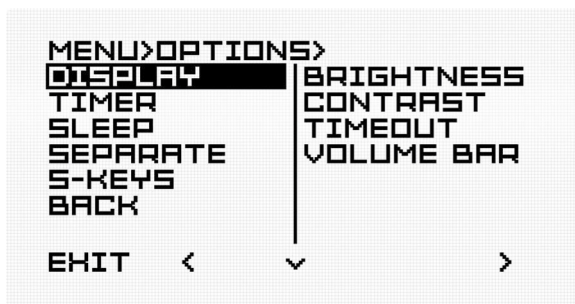 MENU>OPTIONS>
DISPLAY
TIMER
SLEEP
SEPARATE
S-KEYS
BACK
BRIGHTNESS
CONTRAST
TIMEOUT
VOLUME BAR
EXIT < ⌄ >